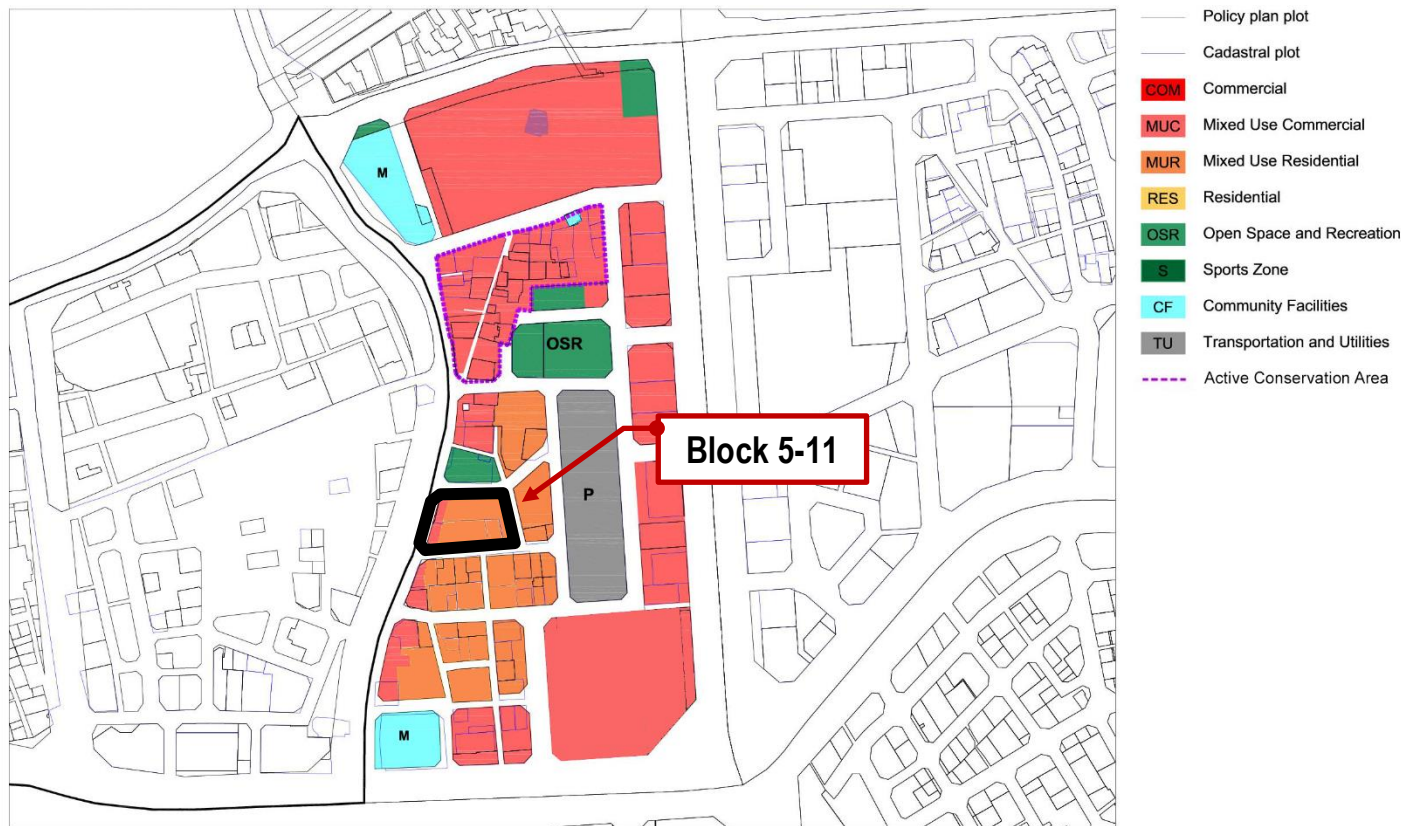 M
OSR
Block 5-11
P
M
Policy plan plot
Cadastral plot
COM Commercial
MUC Mixed Use Commercial
MUR Mixed Use Residential
RES Residential
OSR Open Space and Recreation
S Sports Zone
CF Community Facilities
TU Transportation and Utilities
Active Conservation Area